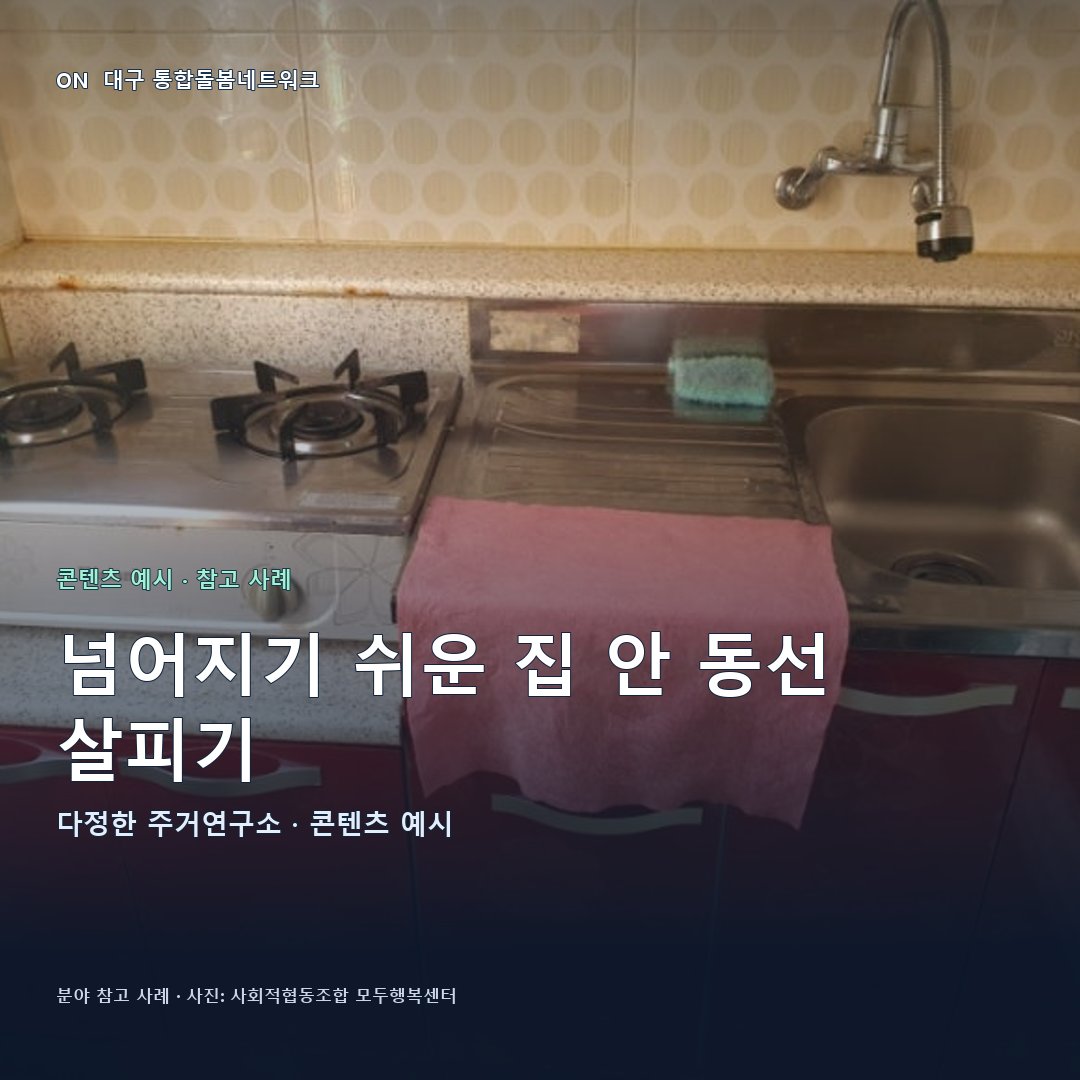 ON 대구 통합돌봄네트워크
콘텐츠 예시 · 참고 사례
넘어지기 쉬운 집 안 동선
살피기
다정한 주거연구소 · 콘텐츠 예시
분야 참고 사례 · 사진: 사회적협동조합 모두행복센터